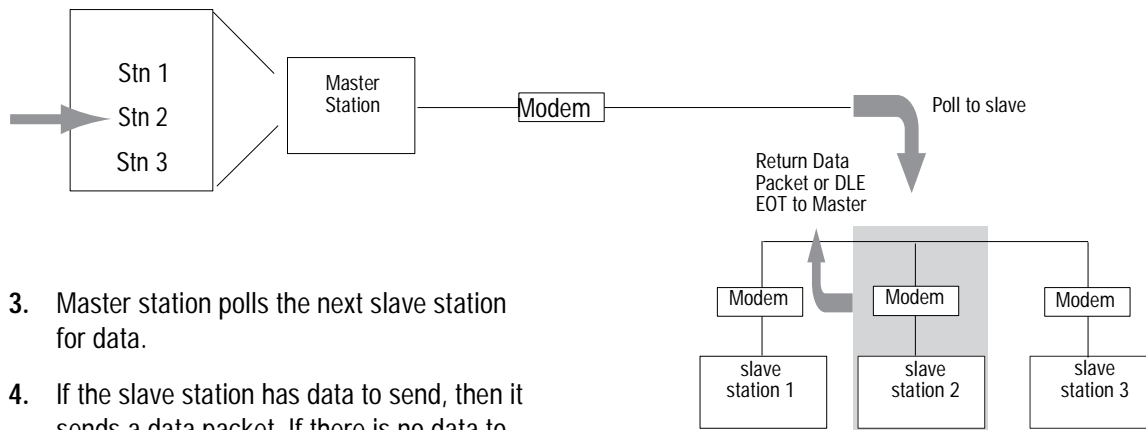 Stn 1
Stn 2
Stn 3
Master
Station
Modem
Poll to slave
Return Data
Packet or DLE
EOT to Master
3. Master station polls the next slave station
for data.
4. If the slave station has data to send, then it
sends a data packet. If there is no data to
Modem
Modem
Modem
slave
station 1
slave
station 2
slave
station 3